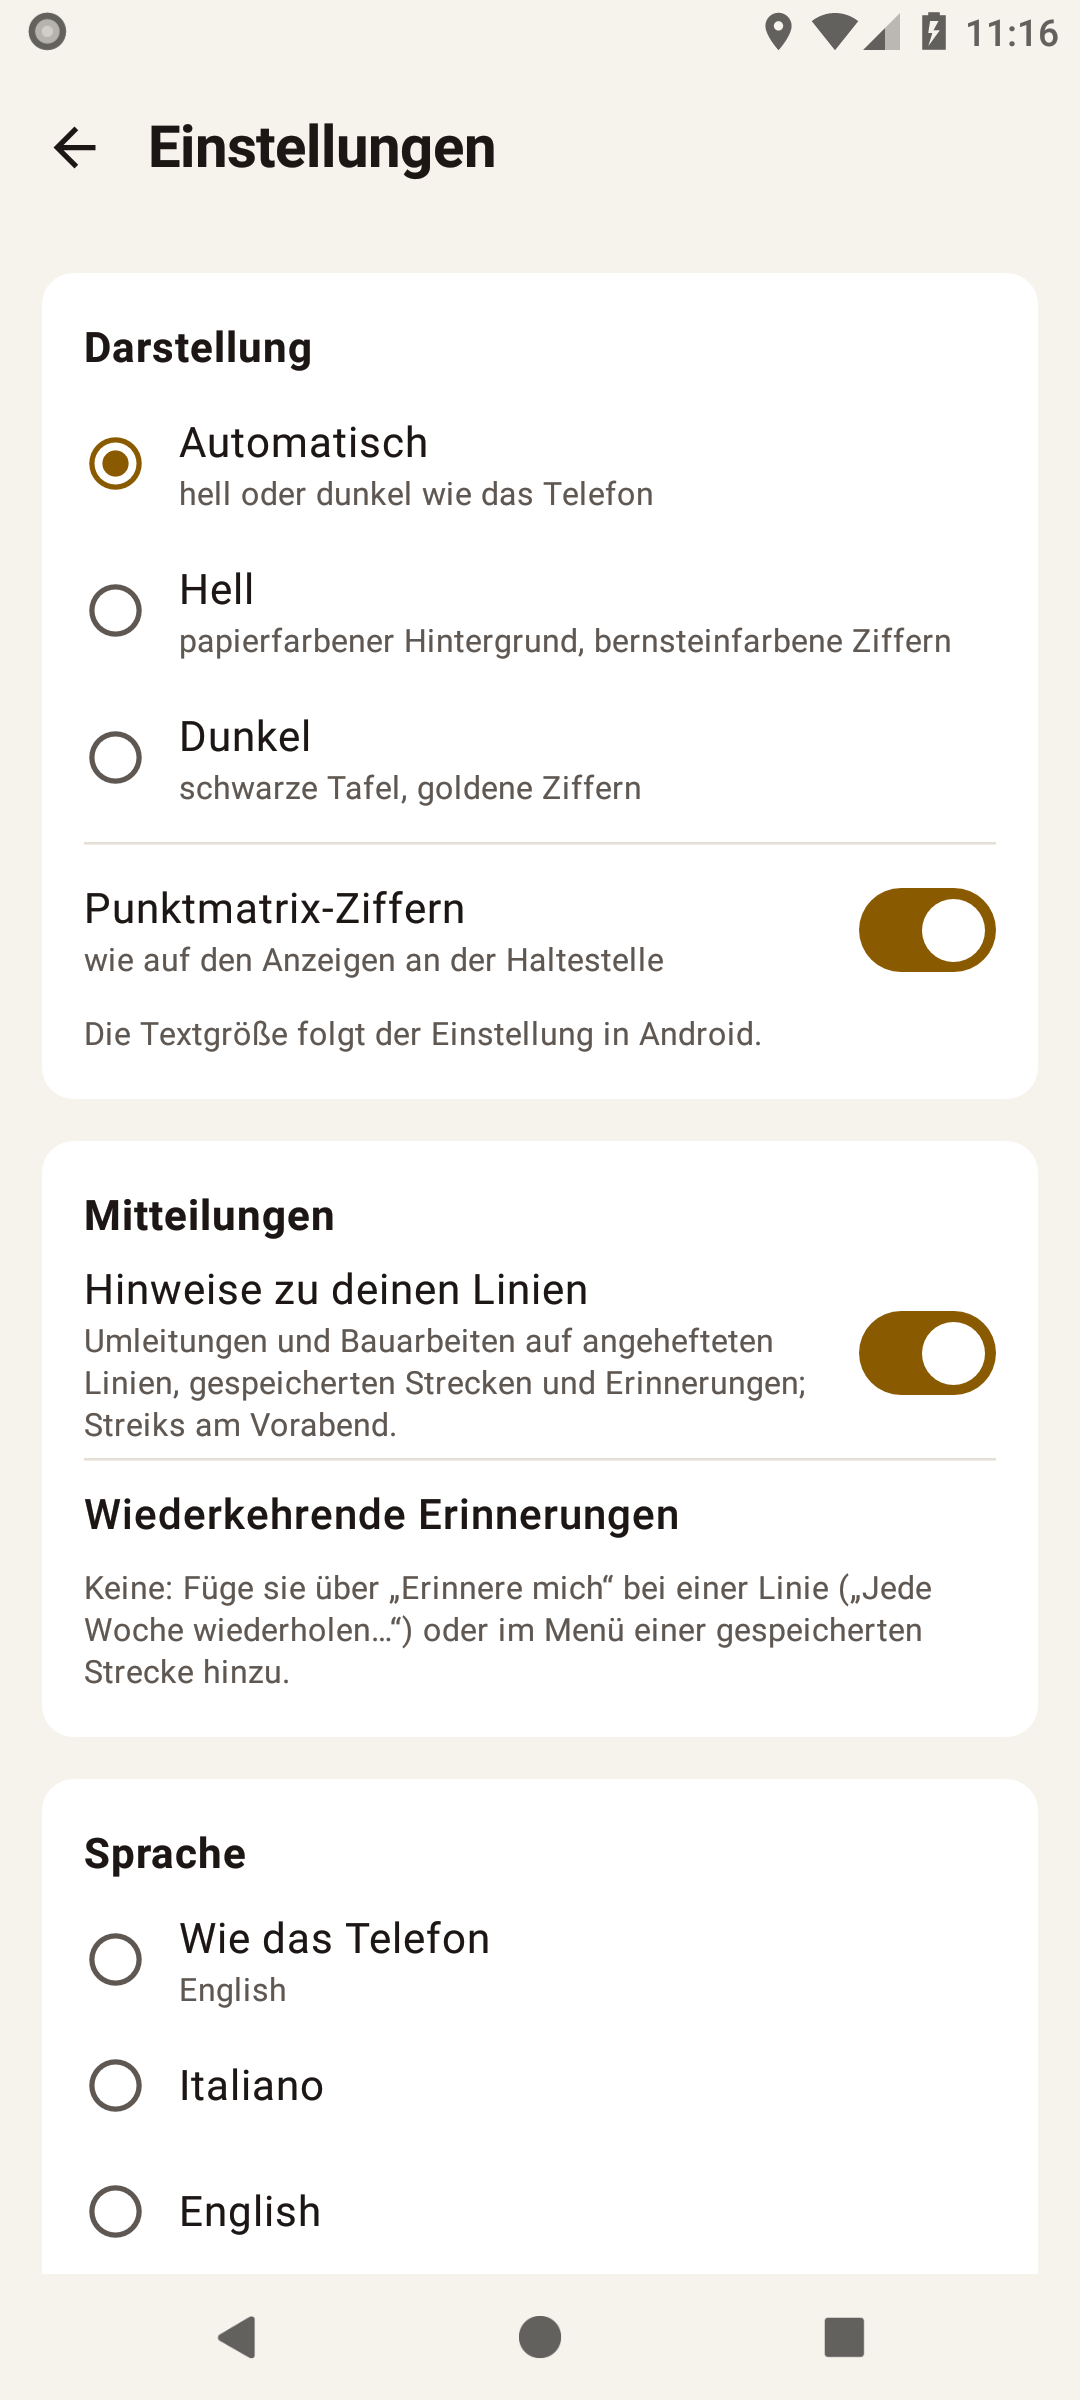 11:16
Einstellungen
Darstellung
Automatisch
hell oder dunkel wie das Telefon
Hell
papierfarbener Hintergrund, bernsteinfarbene Ziffern
Dunkel
schwarze Tafel, goldene Ziffern
Punktmatrix-Ziffern
wie auf den Anzeigen an der Haltestelle
Die Textgröße folgt der Einstellung in Android.
Mitteilungen
Hinweise zu deinen Linien
Umleitungen und Bauarbeiten auf angehefteten
Linien, gespeicherten Strecken und Erinnerungen;
Streiks am Vorabend.
Wiederkehrende Erinnerungen
Keine: Füge sie über „Erinnere mich“ bei einer Linie („Jede
Woche wiederholen…“) oder im Menü einer gespeicherten
Strecke hinzu.
Sprache
Wie das Telefon
English
Italiano
English